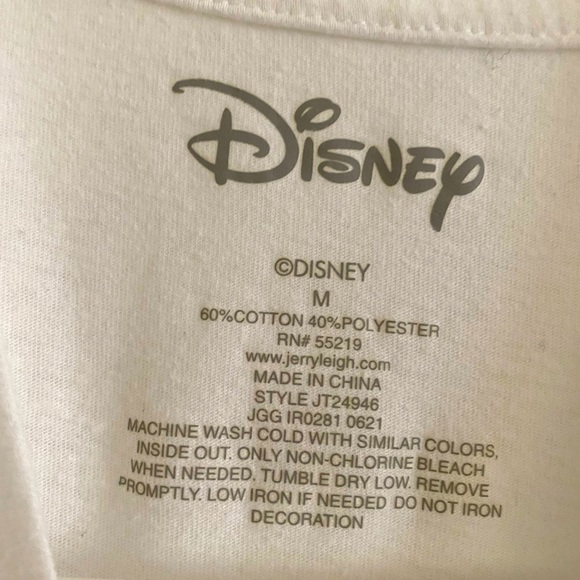 Disney
©DISNEY
M
60%COTTON 40%POLYESTER
RN# 55219
www.jerryleigh.com
MADE IN CHINA
STYLE JT24946
JGG IR0281 0621
MACHINE WASH COLD WITH SIMILAR COLORS,
INSIDE OUT. ONLY NON-CHLORINE BLEACH
WHEN NEEDED. TUMBLE DRY LOW. REMOVE
PROMPTLY. LOW IRON IF NEEDED DO NOT IRON
DECORATION